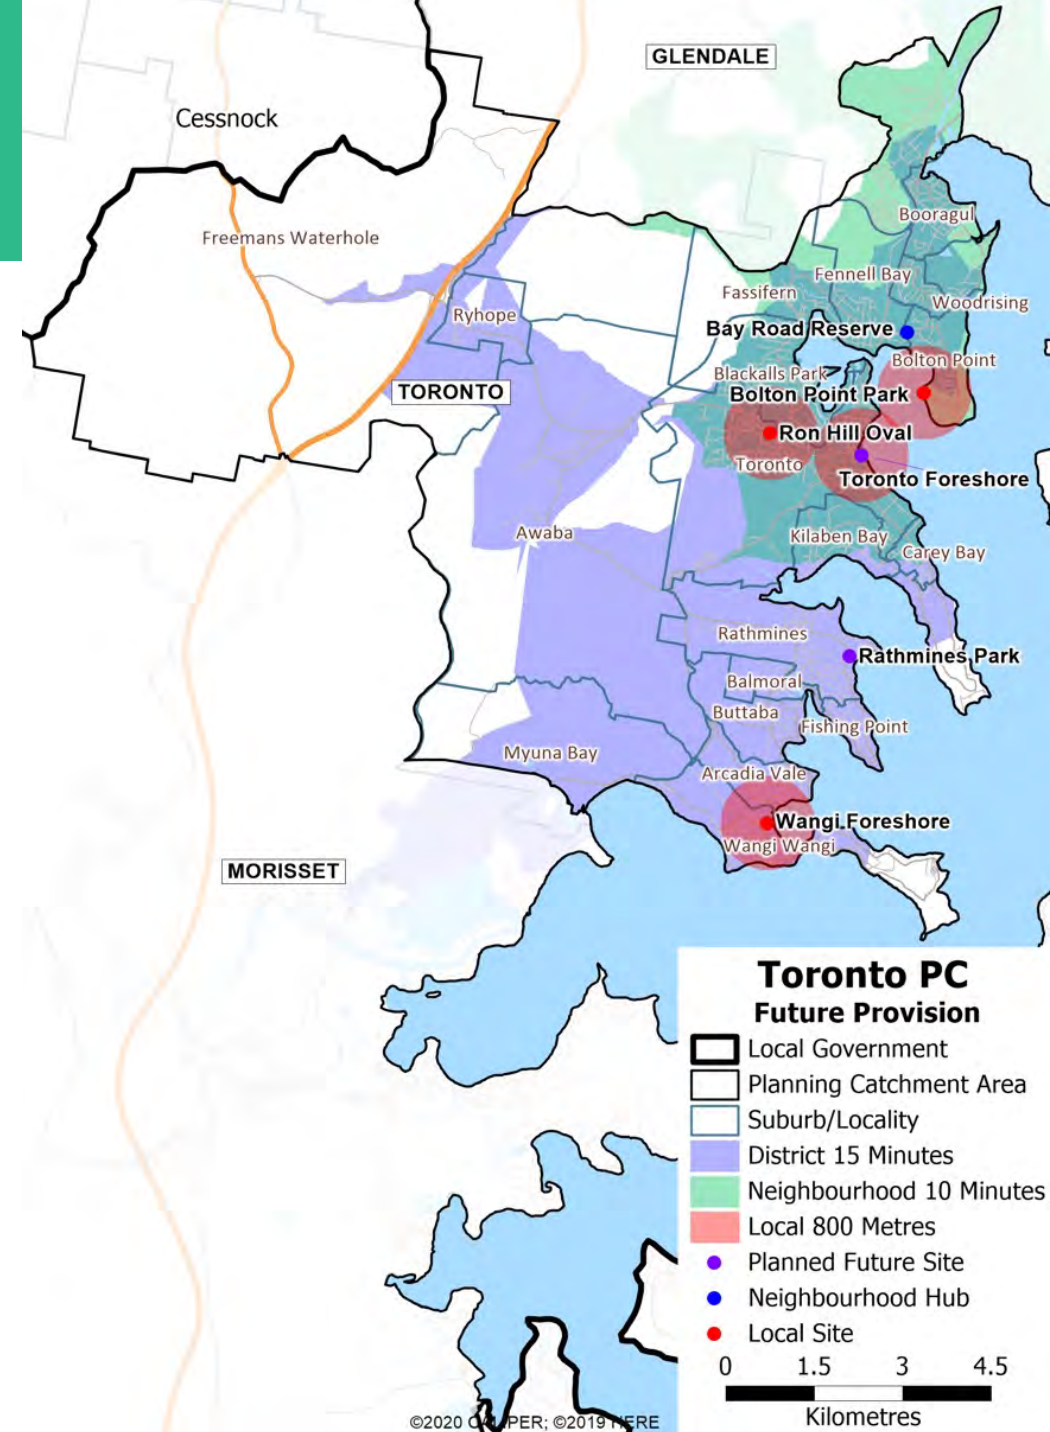 GLENDALE
Cessnock
Booragul
Freemans Waterhole
Fennell Bay
Fassifern
Woodrising
Ryhope
Bay Road Reserve
Bolton Point
Blackalls Park
TORONTO
Bolton Point Park
Ron Hill Oval
Toronto
Toronto Foreshore
Awaba
Kilaben Bay
Carey Bay
Rathmines
Rathmines Park
Balmoral
Buttaba
Fishing Point
Myuna Bay
Arcadia Vale
Wangi Foreshore
Wangi Wangi
MORISSET
Toronto PC
Future Provision
Local Government
Planning Catchment Area
Suburb/Locality
District 15 Minutes
Neighbourhood 10 Minutes
Local 800 Metres
Planned Future Site
Neighbourhood Hub
Local Site
0 1.5 3 4.5
Kilometres
©2020 CALIPER; ©2019 HERE